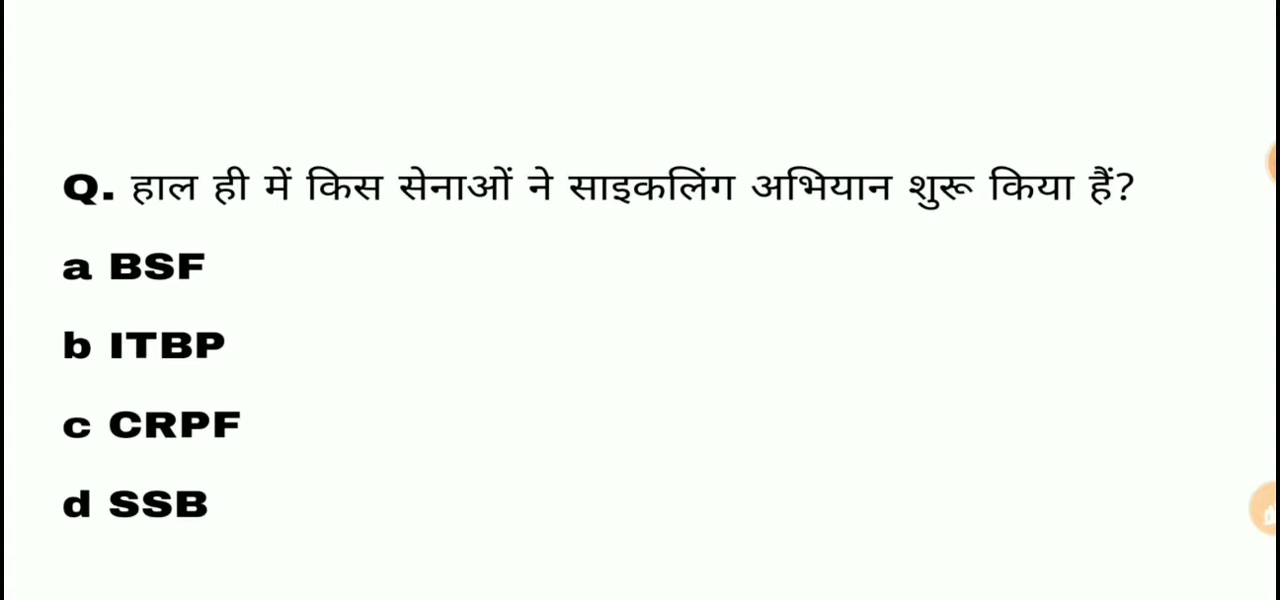 Q. हाल ही में किस सेनाओं ने साइकलिंग अभियान शुरू किया हैं?
a BSF
b ITBP
c CRPF
d SSB